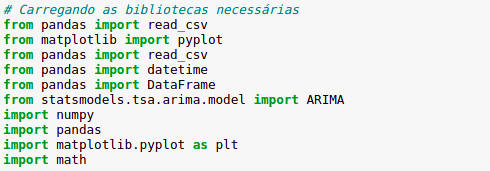 # Carregando as bibliotecas necessárias
from pandas import read_csv
from matplotlib import pyplot
from pandas import read_csv
from pandas import datetime
from pandas import DataFrame
from statsmodels.tsa.arima.model import ARIMA
import numpy
import pandas
import matplotlib.pyplot as plt
import math